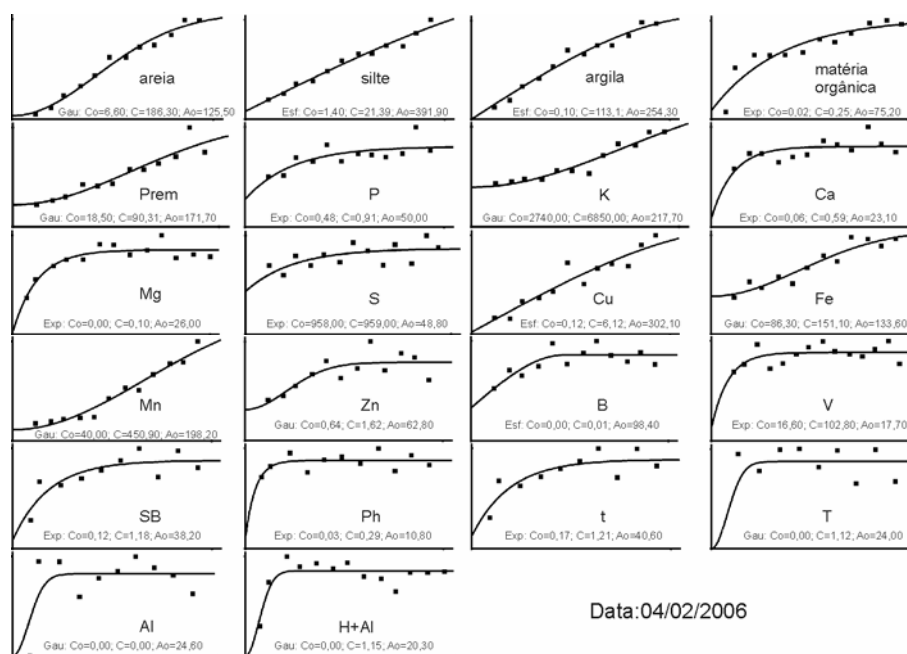 areia
Gau: Co=6,60; C=186,30; Ao=125,50
silte
Esf: Co=1,40; C=21,39; Ao=391,90
argila
Esf: Co=0,10; C=113,1; Ao=254,30
matéria
orgânica
Exp: Co=0,02; C=0,25; Ao=75,20
Prem
Gau: Co=18,50; C=90,31; Ao=171,70
P
Exp: Co=0,48; C=0,91; Ao=50,00
K
Gau: Co=2740,00; C=6850,00; Ao=217,70
Ca
Exp: Co=0,06; C=0,59; Ao=23,10
Mg
Exp: Co=0,00; C=0,10; Ao=26,00
S
Exp: Co=958,00; C=959,00; Ao=48,80
Cu
Esf: Co=0,12; C=6,12; Ao=302,10
Fe
Gau: Co=86,30; C=151,10; Ao=133,60
Mn
Gau: Co=40,00; C=450,90; Ao=198,20
Zn
Gau: Co=0,64; C=1,62; Ao=62,80
B
Esf: Co=0,00; C=0,01; Ao=98,40
V
Exp: Co=16,60; C=102,80; Ao=17,70
SB
Exp: Co=0,12; C=1,18; Ao=38,20
Ph
Exp: Co=0,03; C=0,29; Ao=10,80
t
Exp: Co=0,17; C=1,21; Ao=40,60
T
Gau: Co=0,00; C=1,12; Ao=24,00
Al
Gau: Co=0,00; C=0,00; Ao=24,60
H+Al
Gau: Co=0,00; C=1,15; Ao=20,30
Data:04/02/2006